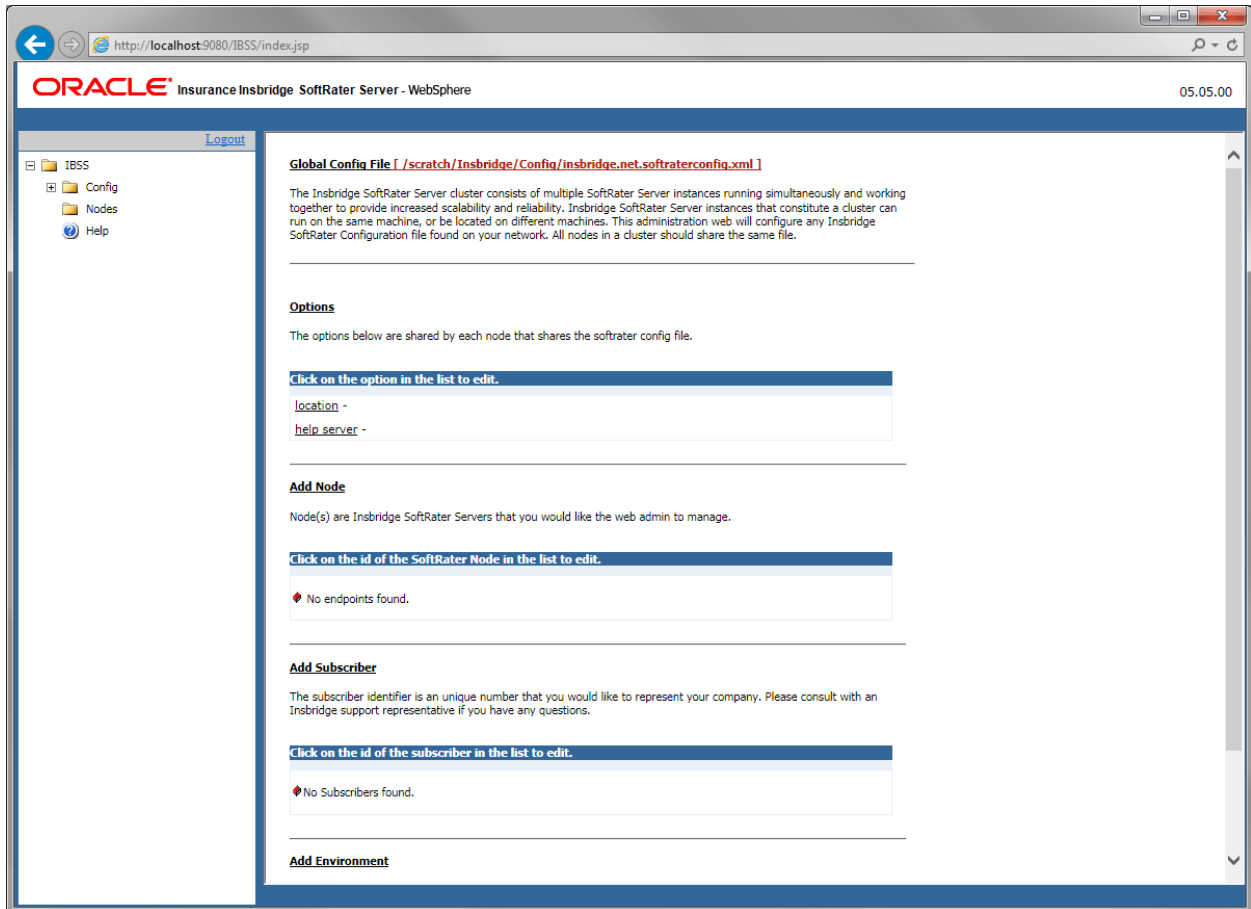 http://localhost:9080/IBSS/index.jsp
ORACLE Insurance Insbridge SoftRater Server - WebSphere
05.05.00
Logout
IBSS
Config
Nodes
Help
Global Config File [ /scratch/Insbridge/Config/insbridge.net.softraterconfig.xml ]
The Insbridge SoftRater Server cluster consists of multiple SoftRater Server instances running simultaneously and working
together to provide increased scalability and reliability. Insbridge SoftRater Server instances that constitute a cluster can
run on the same machine, or be located on different machines. This administration web will configure any Insbridge
SoftRater Configuration file found on your network. All nodes in a cluster should share the same file.
Options
The options below are shared by each node that shares the softrater config file.
Click on the option in the list to edit.
location -
help server -
Add Node
Node(s) are Insbridge SoftRater Servers that you would like the web admin to manage.
Click on the id of the SoftRater Node in the list to edit.
No endpoints found.
Add Subscriber
The subscriber identifier is an unique number that you would like to represent your company. Please consult with an
Insbridge support representative if you have any questions.
Click on the id of the subscriber in the list to edit.
No Subscribers found.
Add Environment